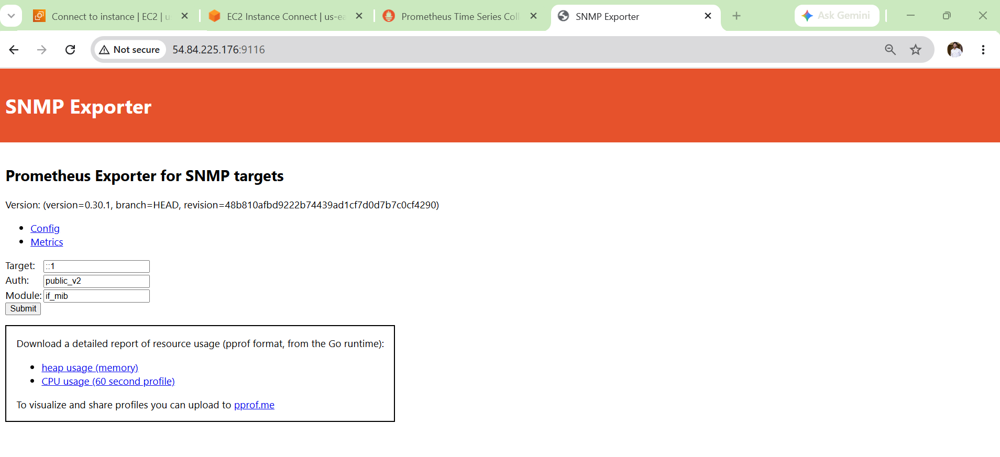 Connect to instance | EC2 | u
EC2 Instance Connect | us-ea
Prometheus Time Series Coll
SNMP Exporter
Ask Gemini
Not secure
54.84.225.176:9116
SNMP Exporter
Prometheus Exporter for SNMP targets
Version: (version=0.30.1, branch=HEAD, revision=48b810afbd9222b74439ad1cf7d0d7b7c0cf4290)
Config
Metrics
Target: ::1
Auth: public_v2
Module: if_mib
Submit
Download a detailed report of resource usage (pprof format, from the Go runtime):
heap usage (memory)
CPU usage (60 second profile)
To visualize and share profiles you can upload to pprof.me